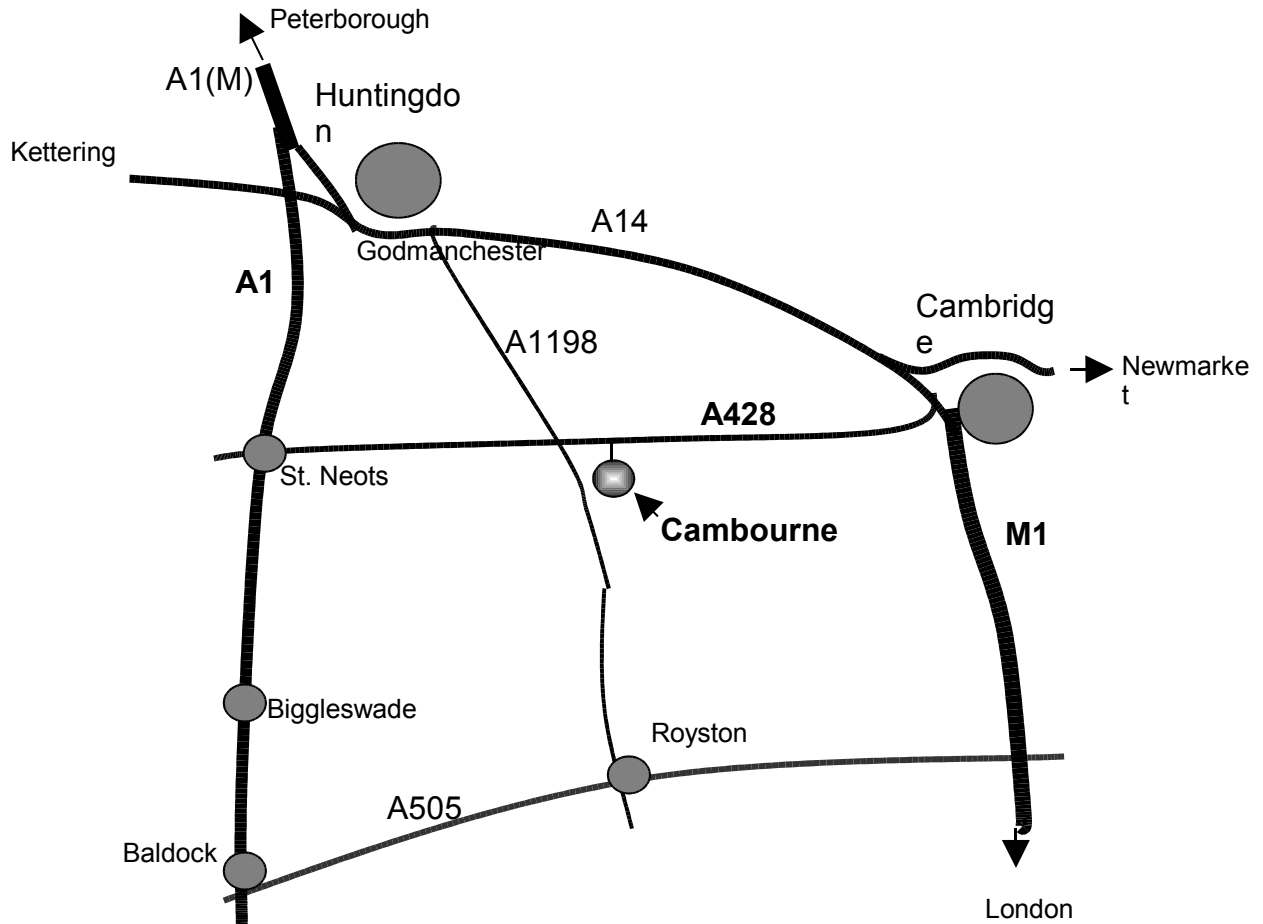 Peterborough
A1(M)
Huntingdo
n
Kettering
A14
Godmanchester
A1
Cambridg
e
A1198
Newmarke
t
A428
St. Neots
Cambourne
M1
Biggleswade
Royston
A505
Baldock
London